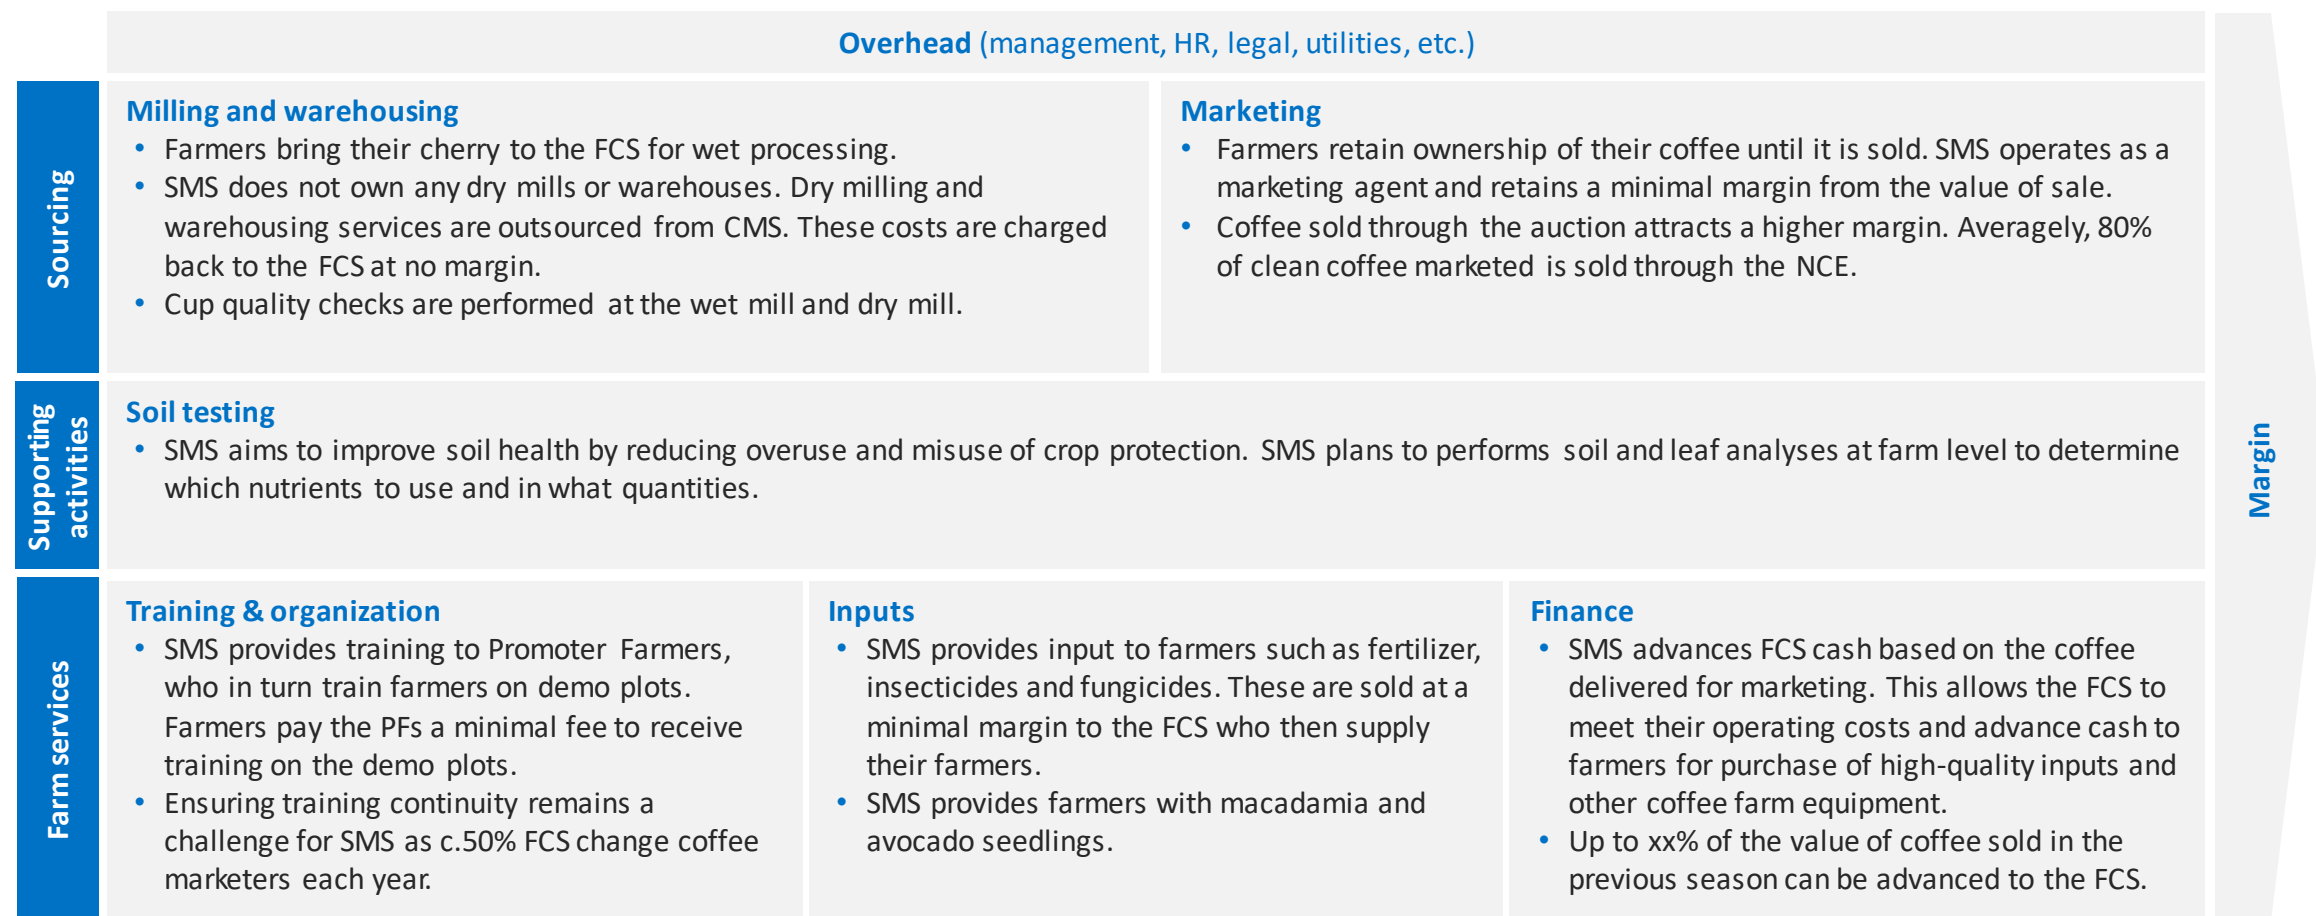 Overhead (management, HR, legal, utilities, etc.)
Sourcing
Milling and warehousing
• Farmers bring their cherry to the FCS for wet processing.
• SMS does not own any dry mills or warehouses. Dry milling and
warehousing services are outsourced from CMS. These costs are charged
back to the FCS at no margin.
• Cup quality checks are performed at the wet mill and dry mill.
Marketing
• Farmers retain ownership of their coffee until it is sold. SMS operates as a
marketing agent and retains a minimal margin from the value of sale.
• Coffee sold through the auction attracts a higher margin. Averagely, 80%
of clean coffee marketed is sold through the NCE.
Supporting
activities
Soil testing
• SMS aims to improve soil health by reducing overuse and misuse of crop protection. SMS plans to performs soil and leaf analyses at farm level to determine
which nutrients to use and in what quantities.
Farm services
Training & organization
• SMS provides training to Promoter Farmers,
who in turn train farmers on demo plots.
Farmers pay the PFs a minimal fee to receive
training on the demo plots.
• Ensuring training continuity remains a
challenge for SMS as c.50% FCS change coffee
marketers each year.
Inputs
• SMS provides input to farmers such as fertilizer,
insecticides and fungicides. These are sold at a
minimal margin to the FCS who then supply
their farmers.
• SMS provides farmers with macadamia and
avocado seedlings.
Finance
• SMS advances FCS cash based on the coffee
delivered for marketing. This allows the FCS to
meet their operating costs and advance cash to
farmers for purchase of high-quality inputs and
other coffee farm equipment.
• Up to xx% of the value of coffee sold in the
previous season can be advanced to the FCS.
Margin